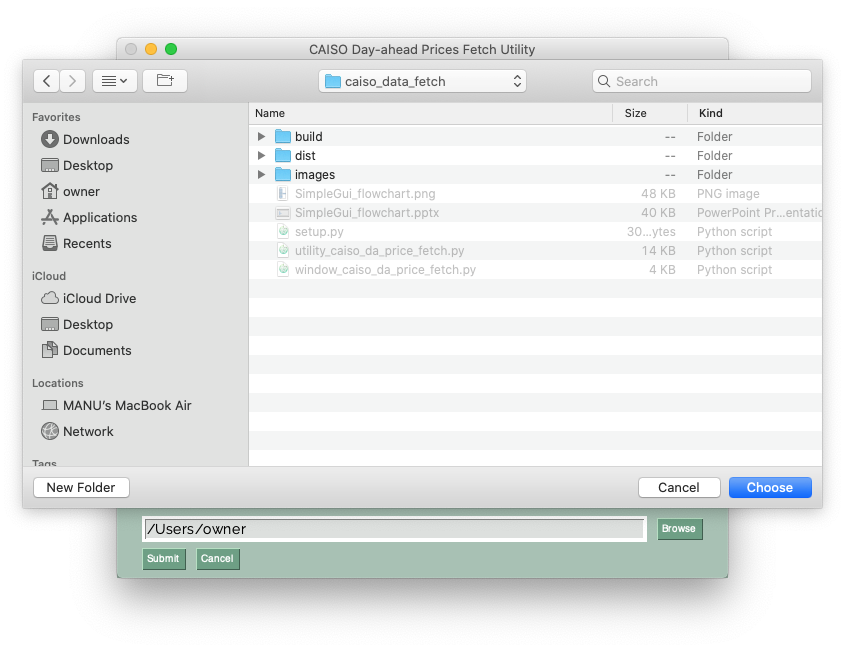 CAISO Day-ahead Prices Fetch Utility
caiso_data_fetch
Search
Favorites
Downloads
Desktop
owner
Applications
Recents
iCloud
iCloud Drive
Desktop
Documents
Locations
MANU’s MacBook Air
Network
Tags
Name Size Kind
build -- Folder
dist -- Folder
images -- Folder
SimpleGui_flowchart.png 48 KB PNG image
SimpleGui_flowchart.pptx 40 KB PowerPoint Pr...entatic
setup.py 30...ytes Python script
utility_caiso_da_price_fetch.py 14 KB Python script
window_caiso_da_price_fetch.py 4 KB Python script
New Folder Cancel Choose
/Users/owner Browse
Submit Cancel